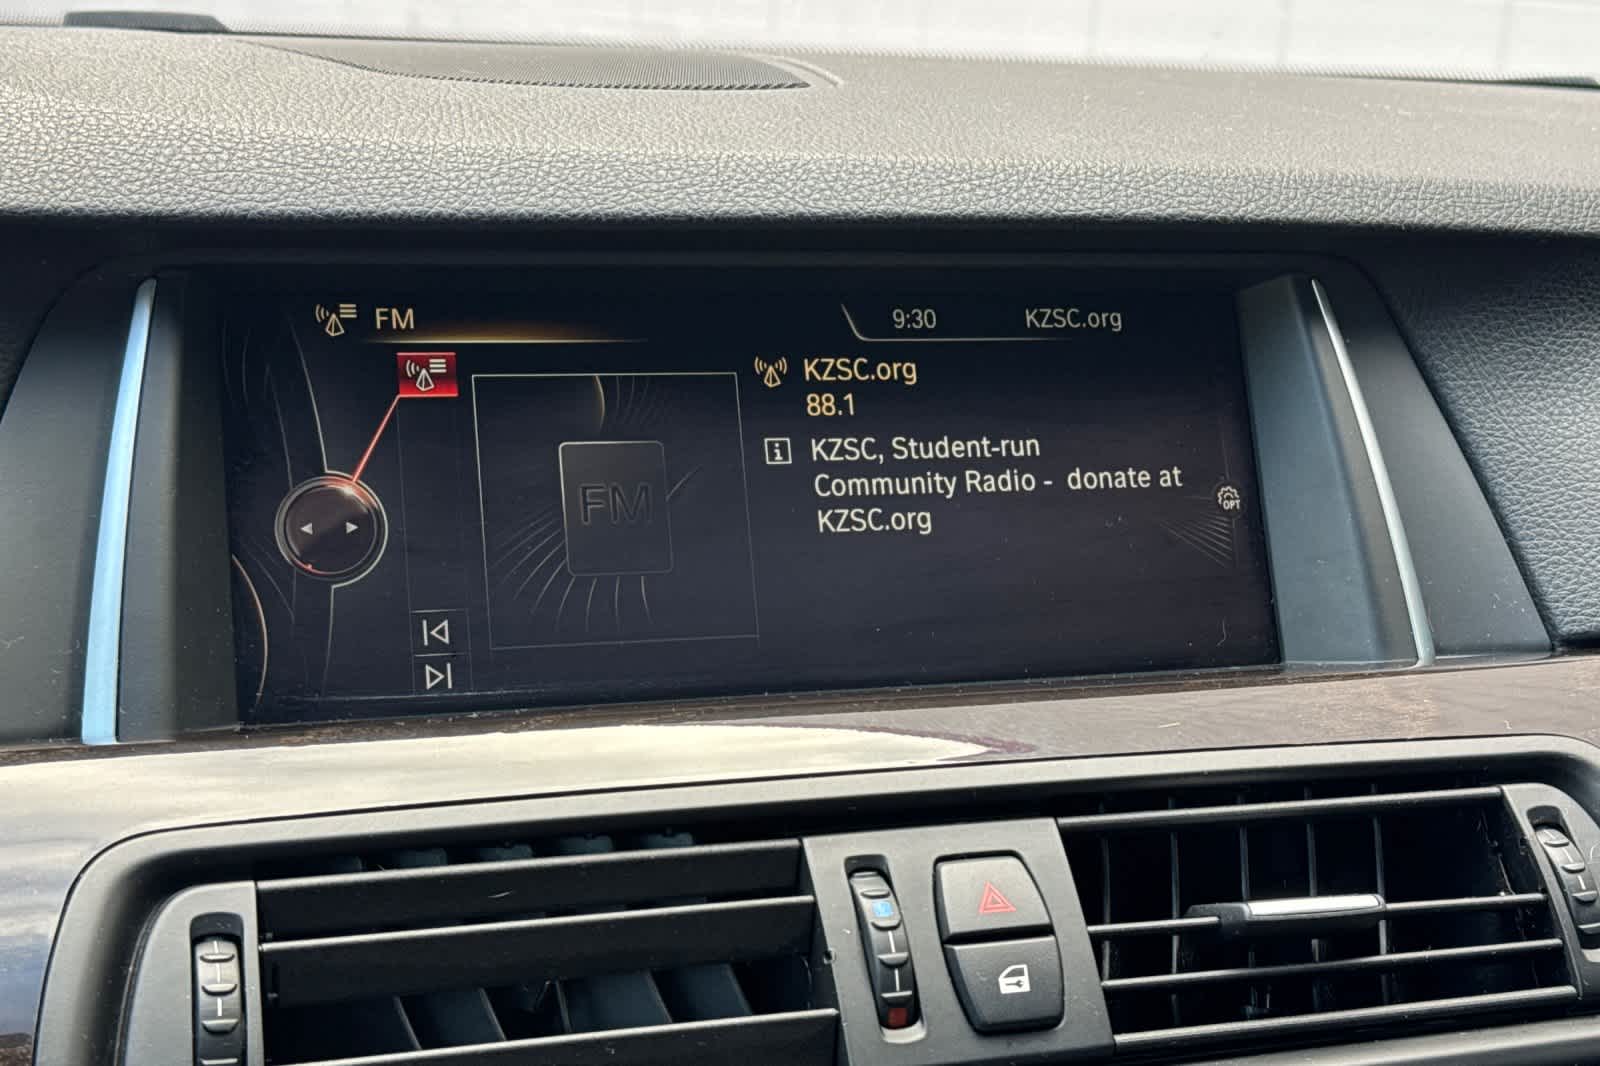 FM
9:30
KZSC.org
KZSC.org
88.1
FM
KZSC, Student-run
Community Radio - donate at
KZSC.org
OPT